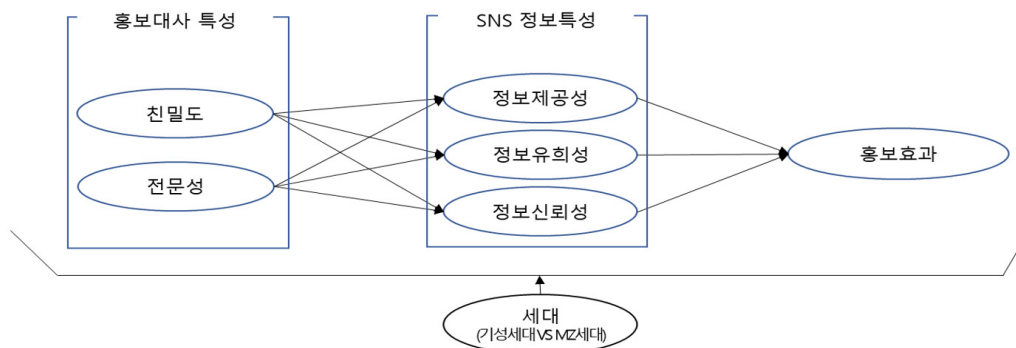 홍보대사 특성
SNS 정보특성
친밀도
전문성
정보제공성
정보유희성
정보신뢰성
홍보효과
세대
(기성세대VS MZ세대)